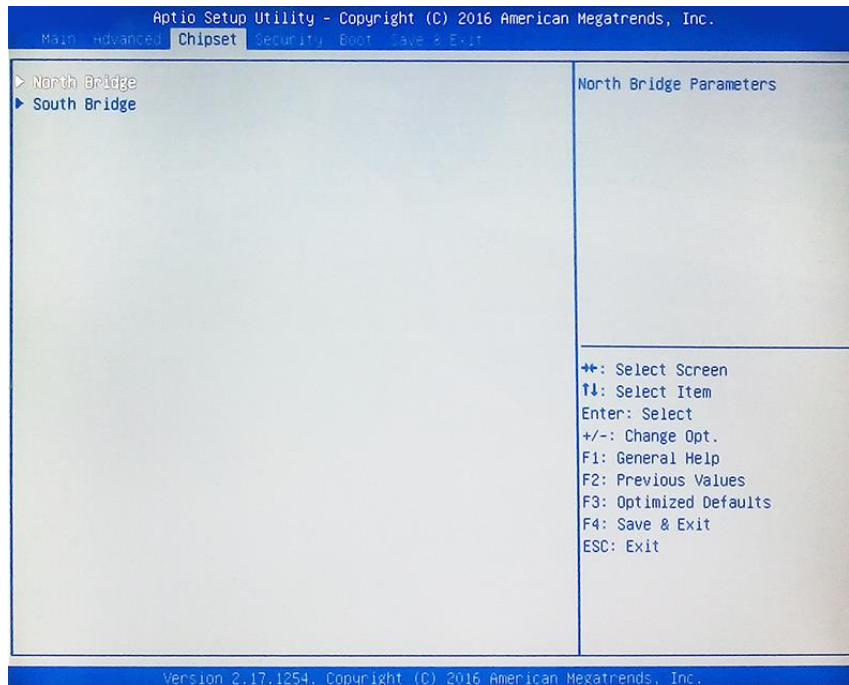 Aptio Setup Utility - Copyright (C) 2016 American Megatrends, Inc.
Main Advanced Chipset Security Boot Save & Exit
North Bridge
South Bridge
North Bridge Parameters
: Select Screen
↑↓: Select Item
Enter: Select
+/-: Change Opt.
F1: General Help
F2: Previous Values
F3: Optimized Defaults
F4: Save & Exit
ESC: Exit
Version 2.17.1254. Copyright (C) 2016 American Megatrends, Inc.